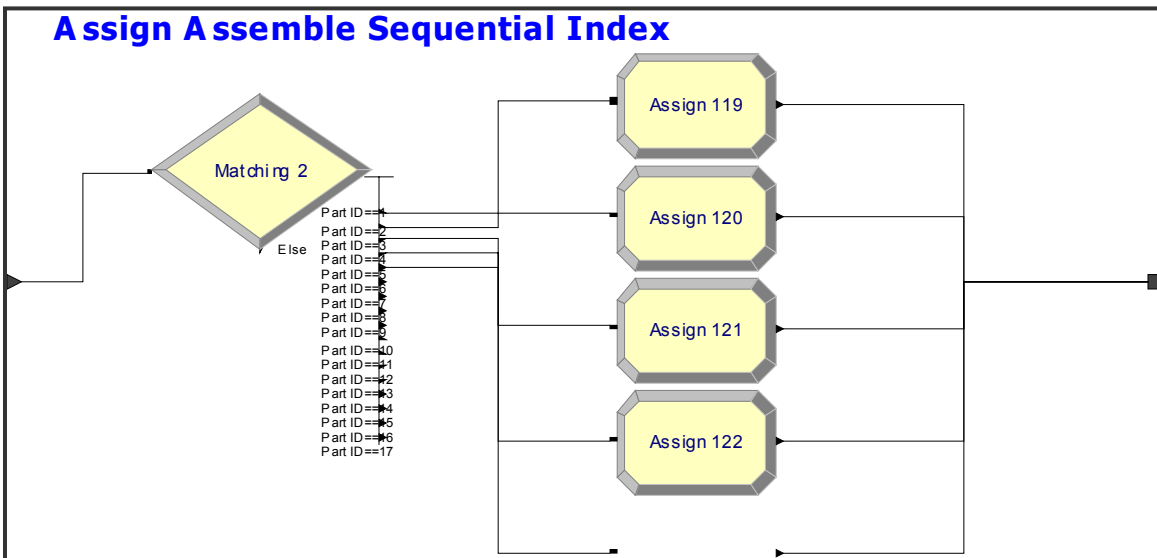 Assign Assemble Sequential Index
Matching 2
Else
Part ID==1
Part ID==2
Part ID==3
Part ID==4
Part ID==5
Part ID==6
Part ID==7
Part ID==8
Part ID==9
Part ID==10
Part ID==11
Part ID==12
Part ID==13
Part ID==14
Part ID==15
Part ID==16
Part ID==17
Assign 119
Assign 120
Assign 121
Assign 122